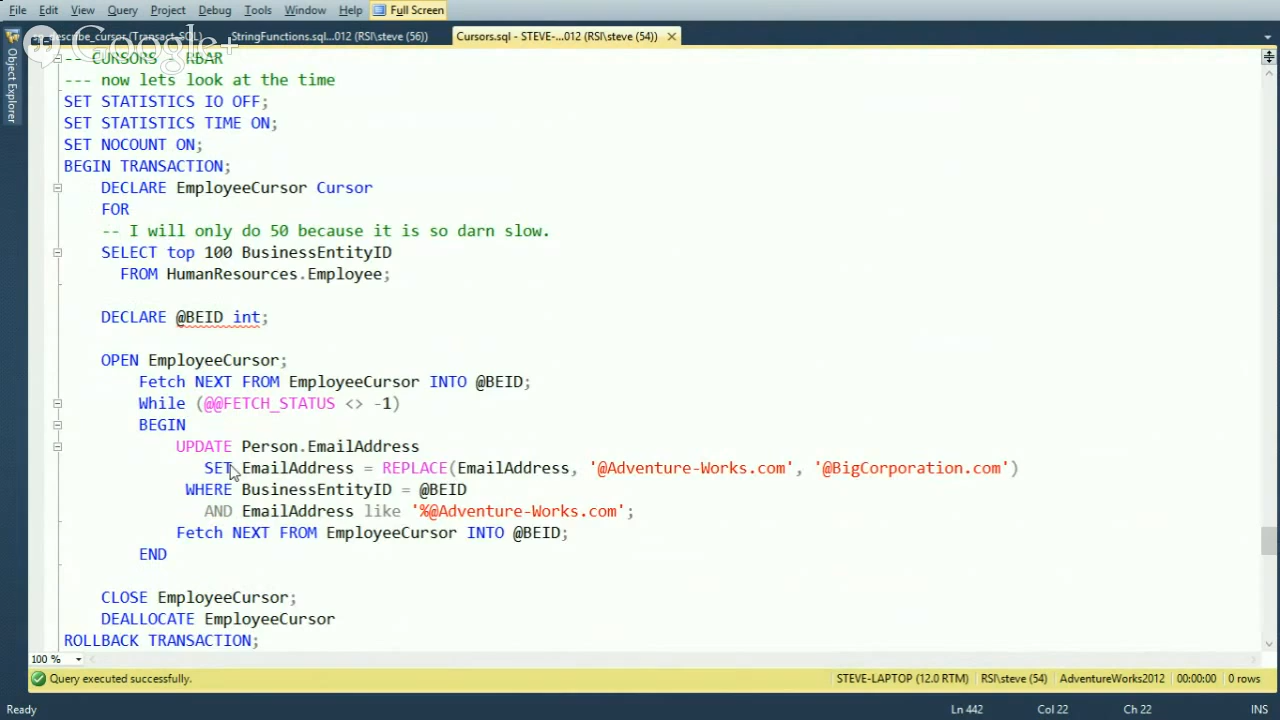 File Edit View Query Project Debug Tools Window Help Full Screen
sp_describe_cursor (Transact-SQL) StringFunctions.sql...012 (RSI\steve (56)) Cursors.sql - STEVE-...012 (RSI\steve (54)) ✕
Google+
Object Explorer
-- CURSORS - RBAR
--- now lets look at the time
SET STATISTICS IO OFF;
SET STATISTICS TIME ON;
SET NOCOUNT ON;
BEGIN TRANSACTION;
DECLARE EmployeeCursor Cursor
FOR
-- I will only do 50 because it is so darn slow.
SELECT top 100 BusinessEntityID
FROM HumanResources.Employee;
DECLARE @BEID int;
OPEN EmployeeCursor;
Fetch NEXT FROM EmployeeCursor INTO @BEID;
While (@@FETCH_STATUS <> -1)
BEGIN
UPDATE Person.EmailAddress
SET EmailAddress = REPLACE(EmailAddress, '@Adventure-Works.com', '@BigCorporation.com')
WHERE BusinessEntityID = @BEID
AND EmailAddress like '%@Adventure-Works.com';
Fetch NEXT FROM EmployeeCursor INTO @BEID;
END
CLOSE EmployeeCursor;
DEALLOCATE EmployeeCursor
ROLLBACK TRANSACTION;
100 %
Query executed successfully. STEVE-LAPTOP (12.0 RTM) RSI\steve (54) AdventureWorks2012 00:00:00 0 rows
Ready Ln 442 Col 22 Ch 22 INS